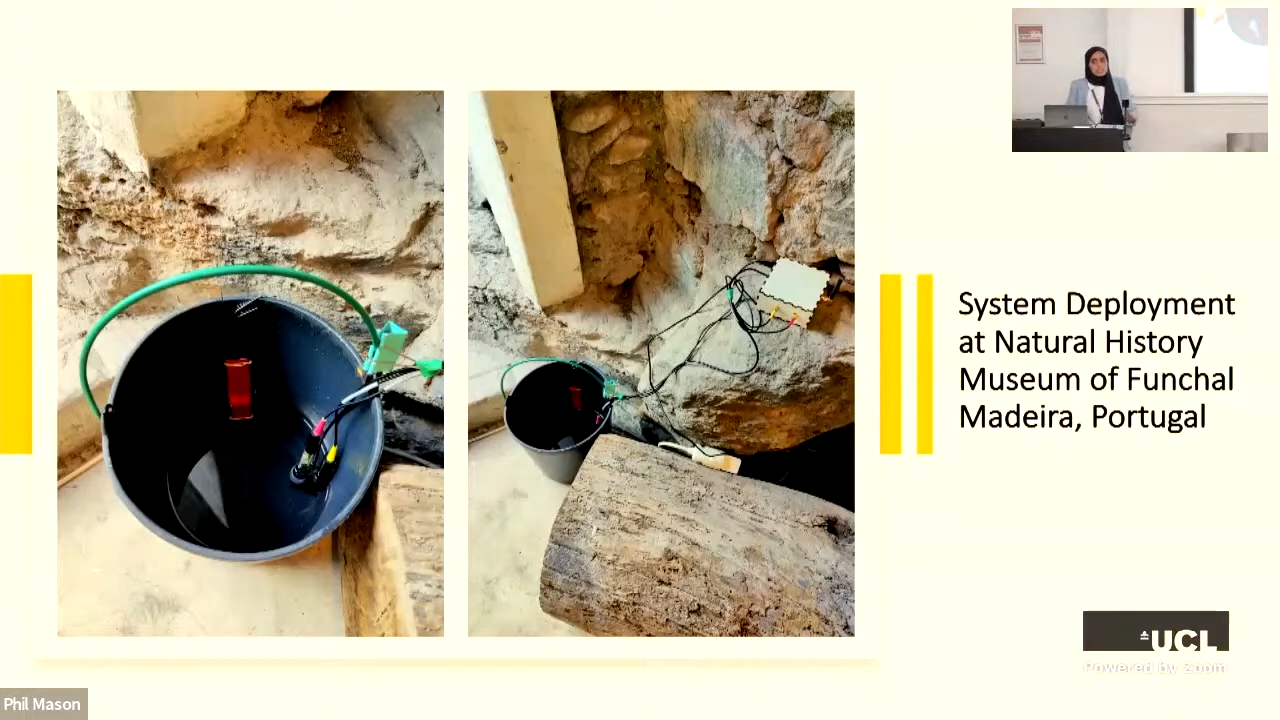 System Deployment
at Natural History
Museum of Funchal
Madeira, Portugal
UCL
Powered by Zoom
Phil Mason